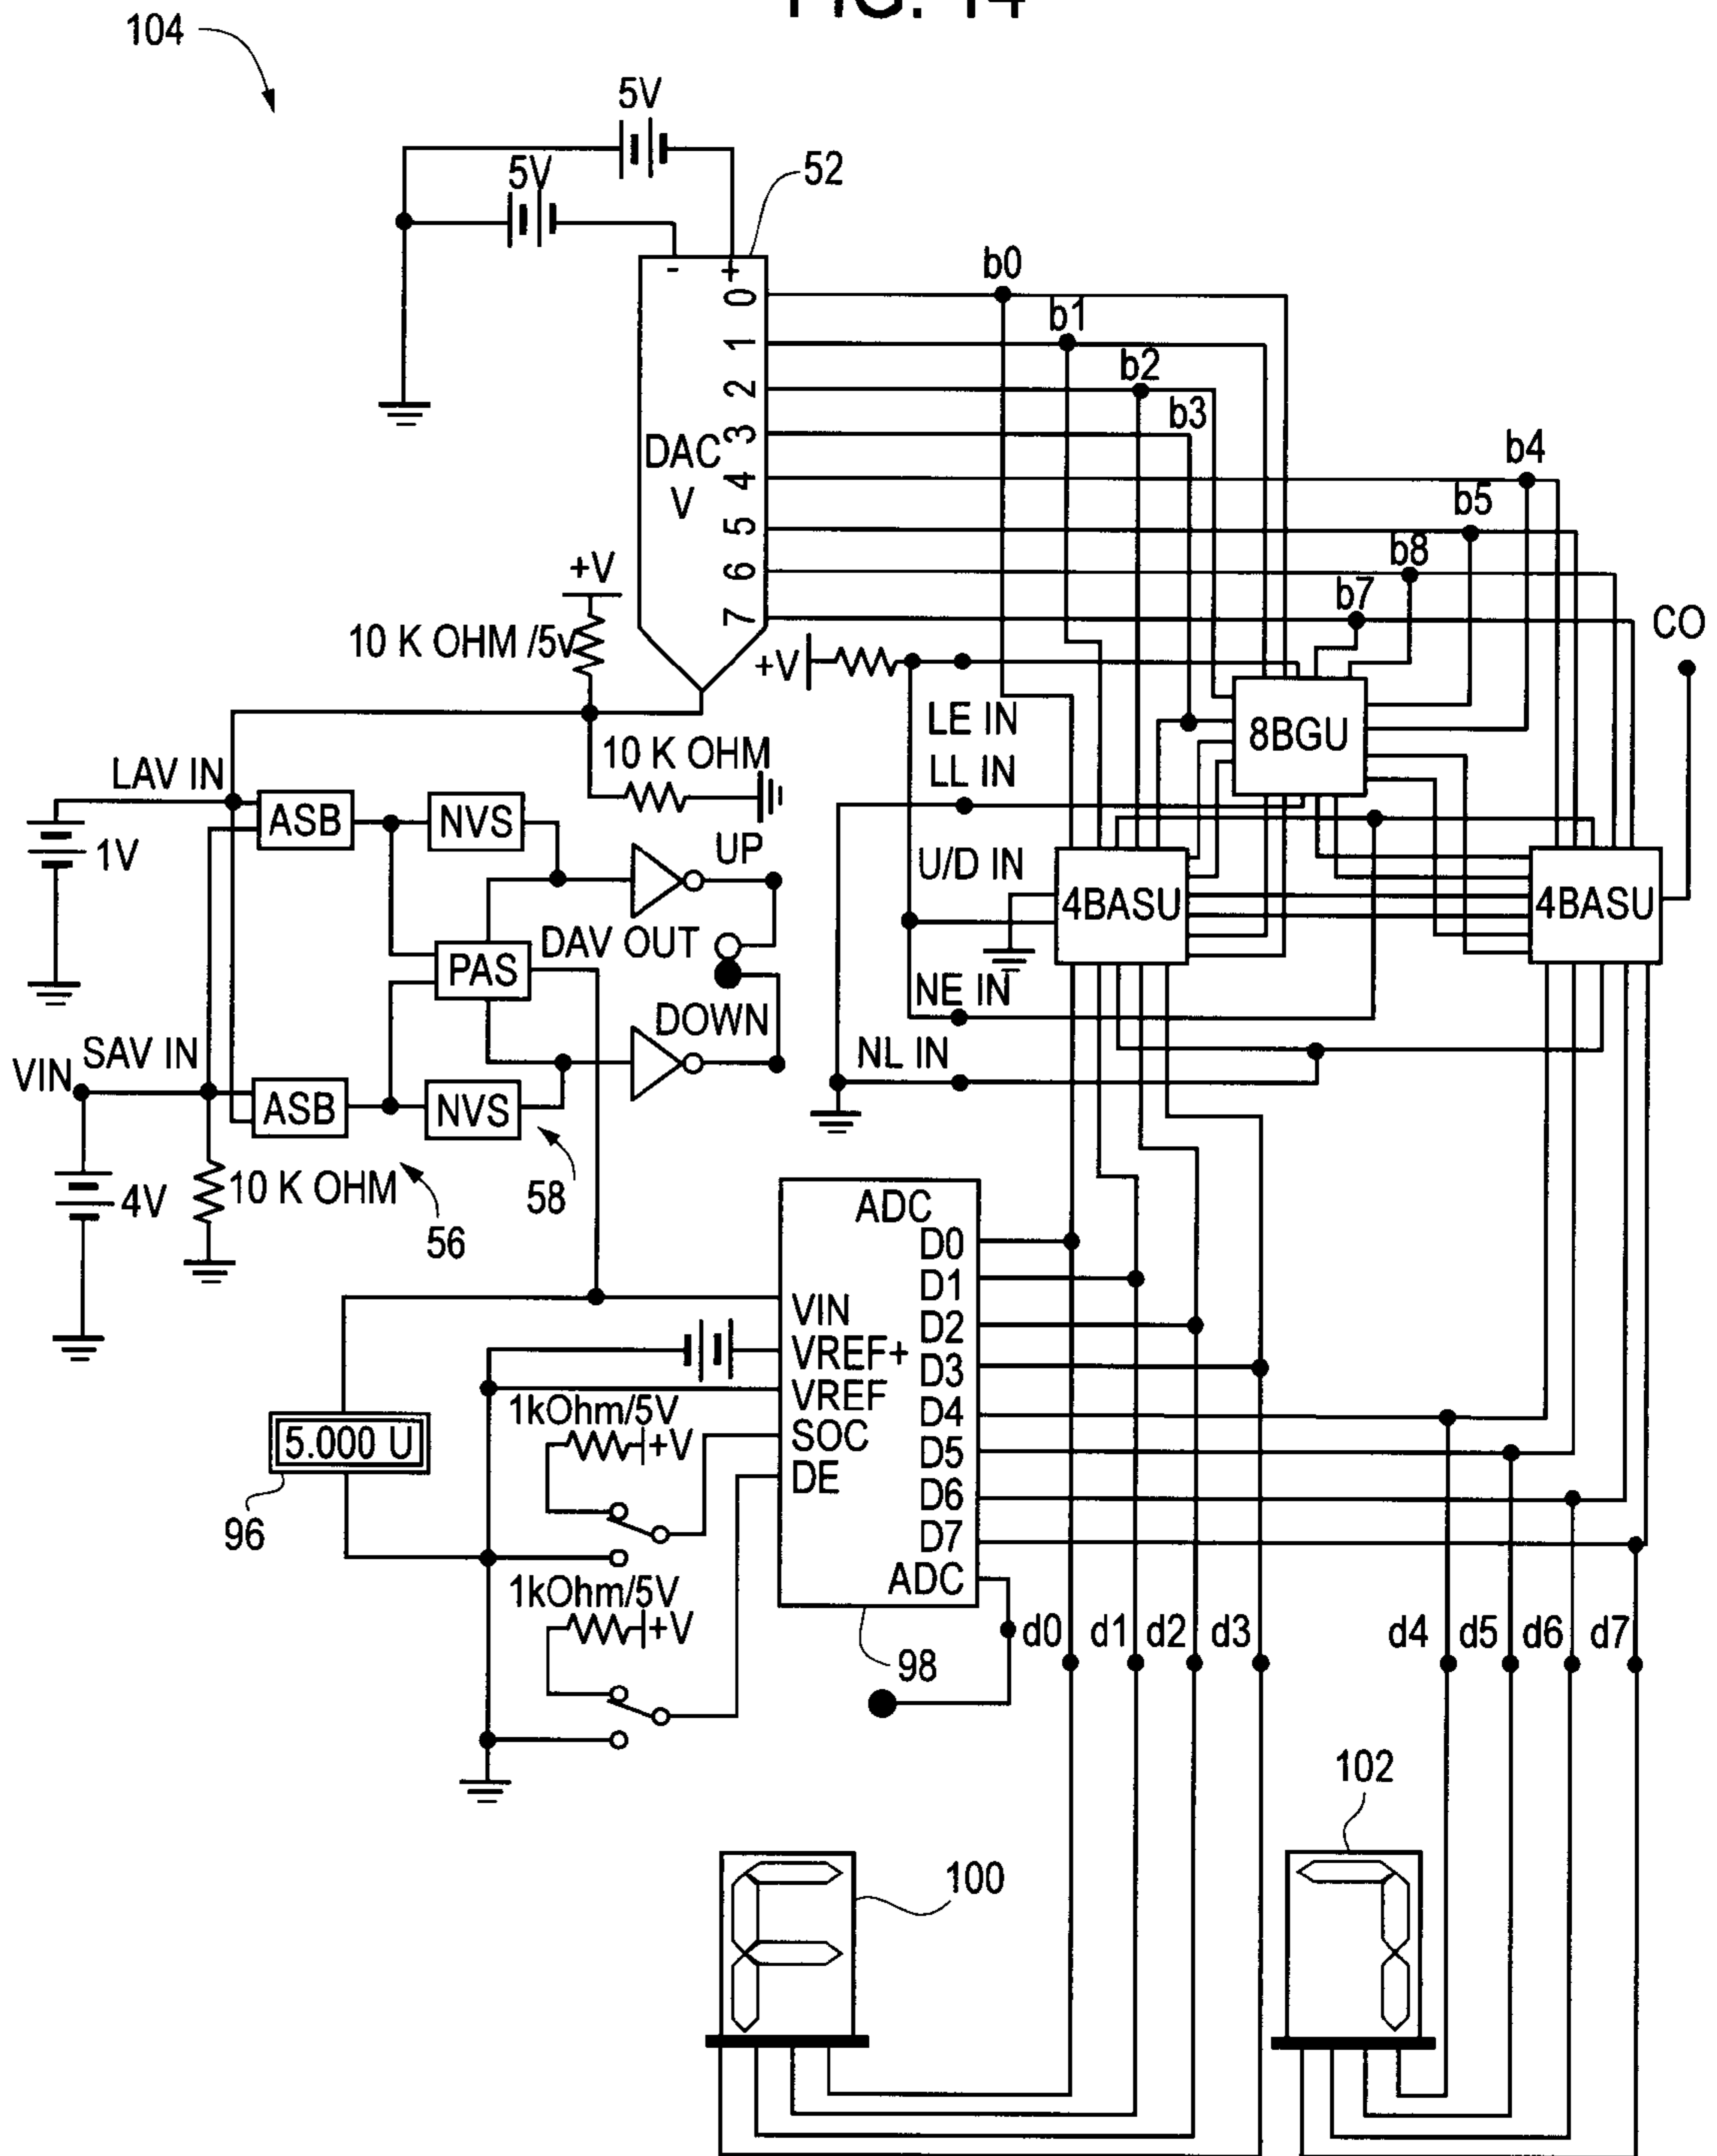 FIG. 14
104
5V
5V
52
- +
0
1
2
3
4
5
6
7
DAC
V
b0
b1
b2
b3
b4
b5
b8
b7
CO
+V
10 K OHM /5v
+V
LE IN
8BGU
10 K OHM
LL IN
LAV IN
ASB
NVS
1V
UP
U/D IN
4BASU
4BASU
DAV OUT
PAS
NE IN
DOWN
SAV IN
NL IN
VIN
ASB
NVS
4V
10 K OHM
58
56
ADC
D0
D1
VIN
D2
VREF+
D3
VREF
D4
1kOhm/5V
+V
SOC
D5
5.000 U
DE
D6
96
D7
1kOhm/5V
ADC
+V
d0
d1
d2
d3
d4
d5
d6
d7
98
102
100